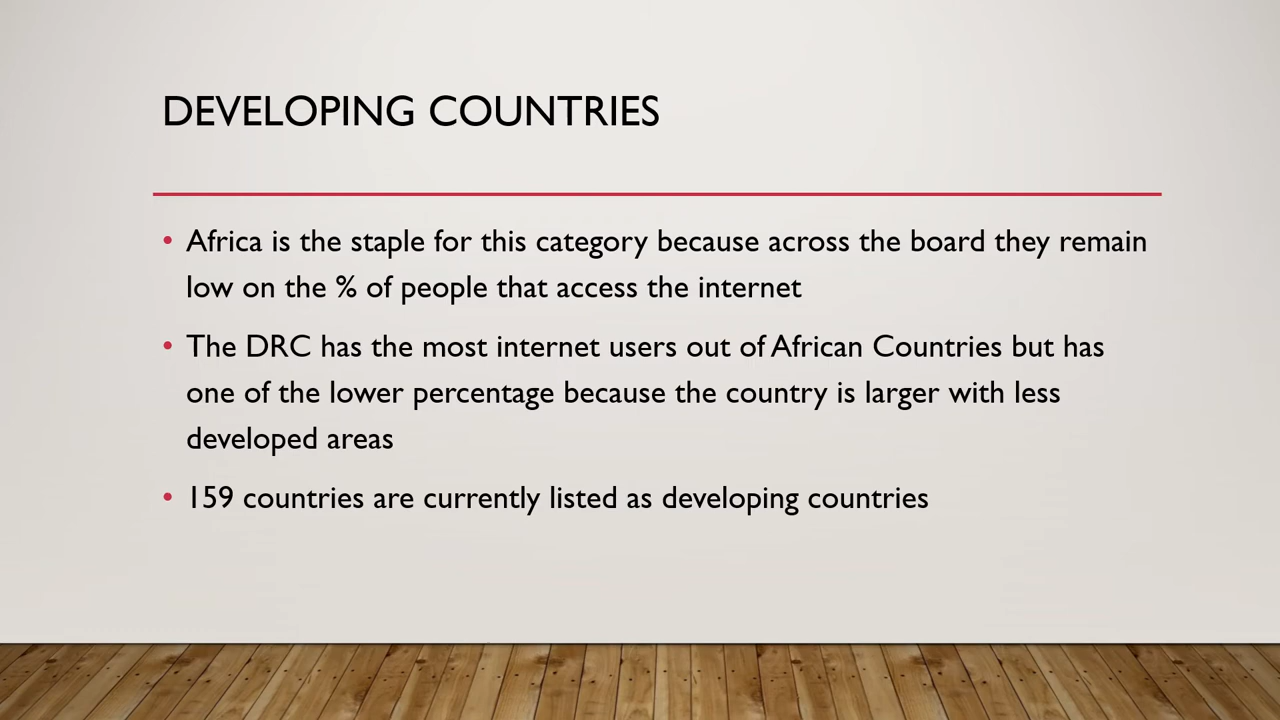 DEVELOPING COUNTRIES
• Africa is the staple for this category because across the board they remain
low on the % of people that access the internet
• The DRC has the most internet users out of African Countries but has
one of the lower percentage because the country is larger with less
developed areas
• 159 countries are currently listed as developing countries